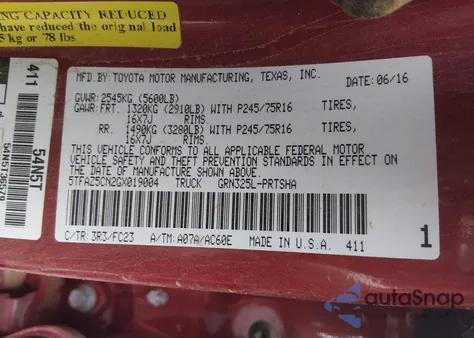 ING CAPACITY REDUCED
have reduced the original load
5 kg or 78 lbs
411
54N5T
MFD.BY: TOYOTA MOTOR MANUFACTURING, TEXAS, INC. DATE: 06/16
GVWR: 2545KG (5600LB)
GAWR: FRT. 1320KG (2910LB) WITH P245/75R16 TIRES,
16X7J RIMS.
RR. 1490KG (3280LB) WITH P245/75R16 TIRES,
16X7J RIMS.
THIS VEHICLE CONFORMS TO ALL APPLICABLE FEDERAL MOTOR
VEHICLE SAFETY AND THEFT PREVENTION STANDARDS IN EFFECT ON
THE DATE OF MANUFACTURE SHOWN ABOVE.
5TFAZ5CN2GX019004 TRUCK GRN325L-PRTSHA
C/TR: 3R3/FC23 A/TM: A07A/AC60E MADE IN U.S.A. 411
1
autoSnap